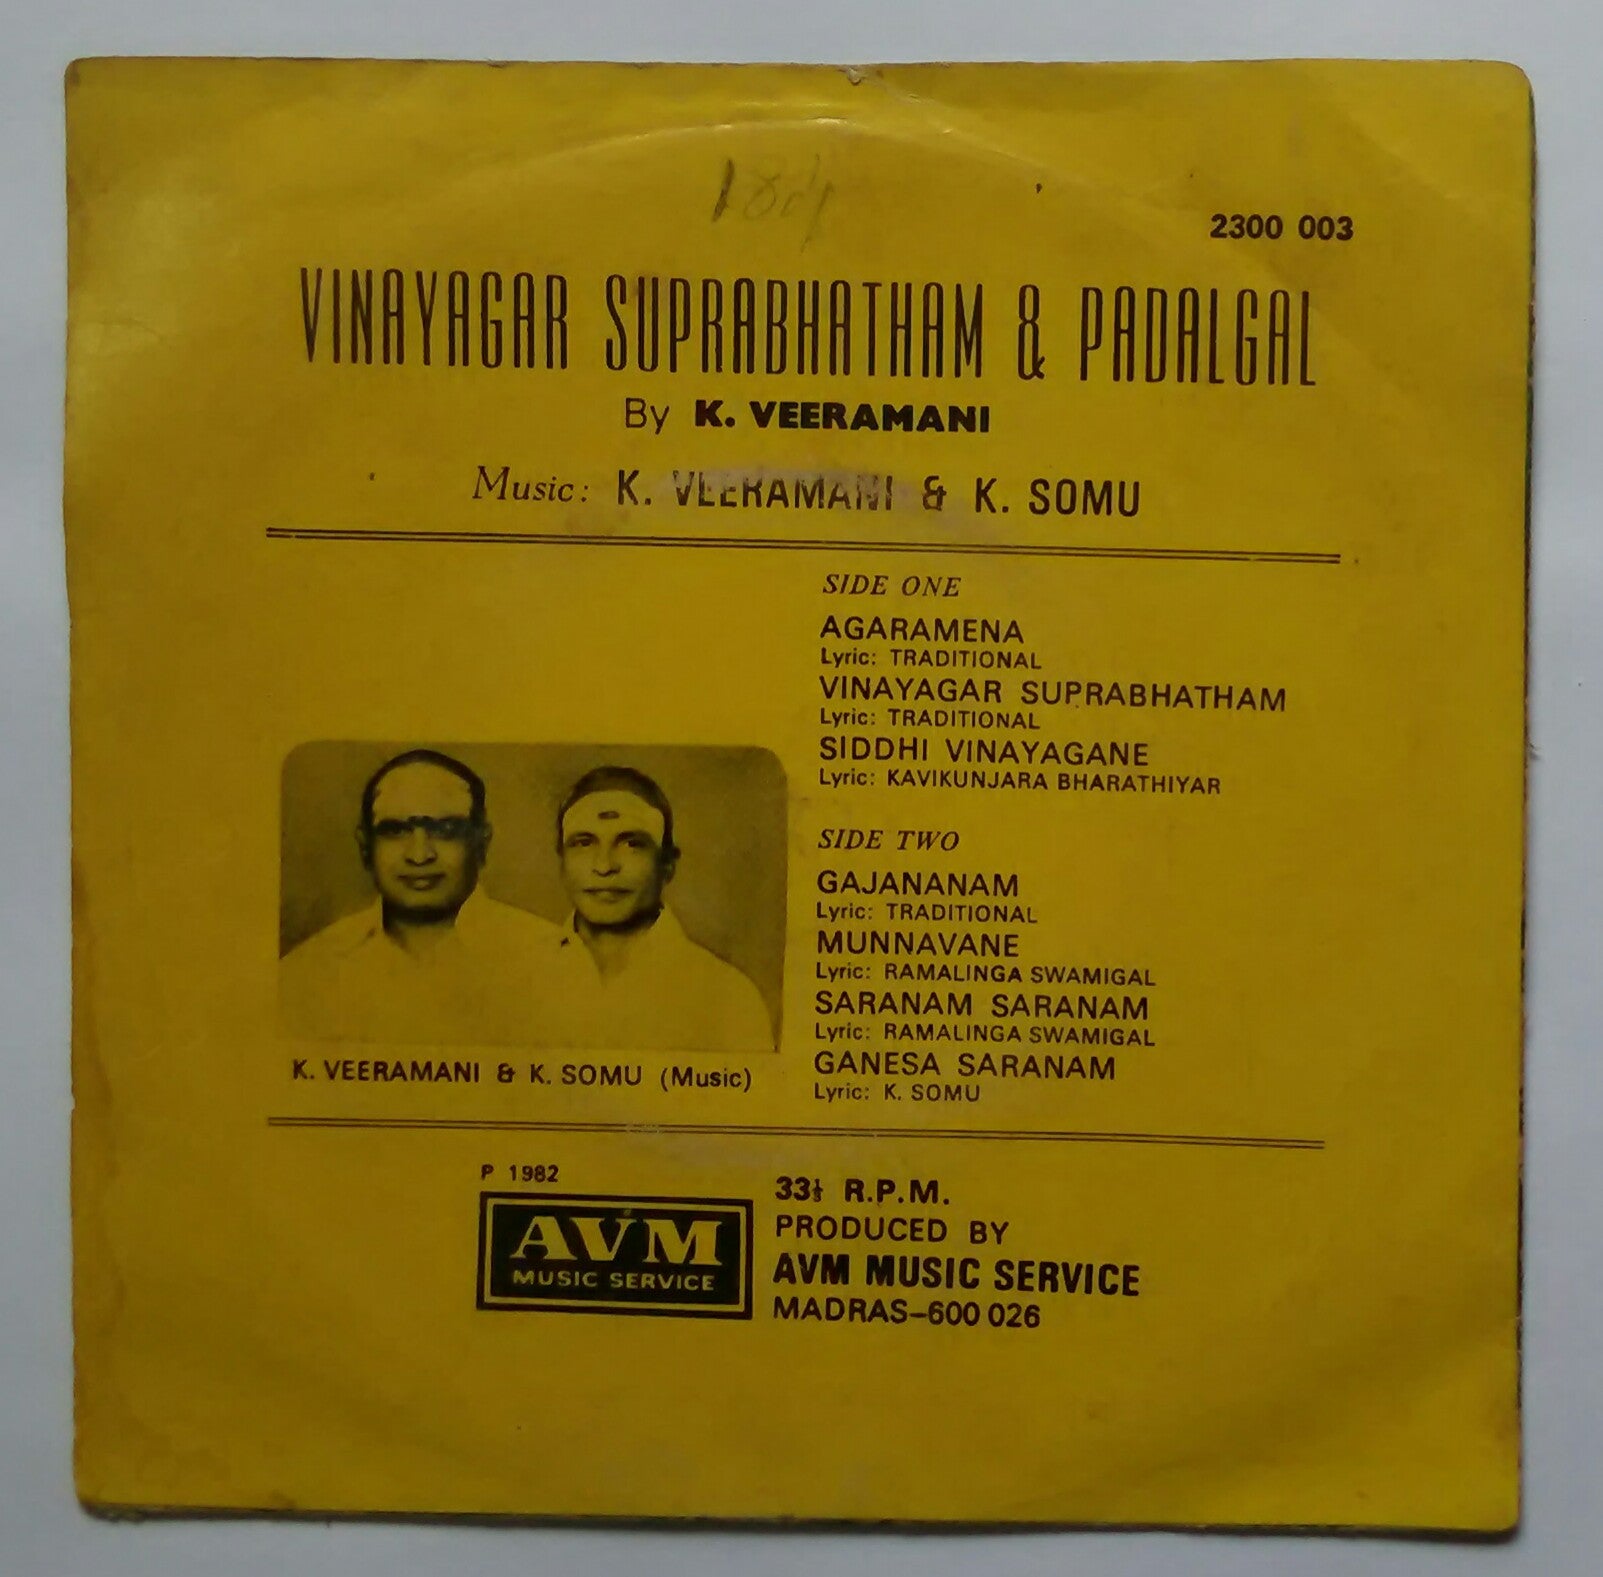 184
2300 003
VINAYAGAR SUPRABHATHAM & PADALGAL
By K. VEERAMANI
Music: K. VEERAMANI & K. SOMU
SIDE ONE
AGARAMENA
Lyric: TRADITIONAL
VINAYAGAR SUPRABHATHAM
Lyric: TRADITIONAL
SIDDHI VINAYAGANE
Lyric: KAVIKUNJARA BHARATHIYAR
SIDE TWO
GAJANANAM
Lyric: TRADITIONAL
MUNNAVANE
Lyric: RAMALINGA SWAMIGAL
SARANAM SARANAM
Lyric: RAMALINGA SWAMIGAL
GANESA SARANAM
Lyric: K. SOMU
K. VEERAMANI & K. SOMU (Music)
P 1982
AVM
MUSIC SERVICE
33⅓ R.P.M.
PRODUCED BY
AVM MUSIC SERVICE
MADRAS–600 026